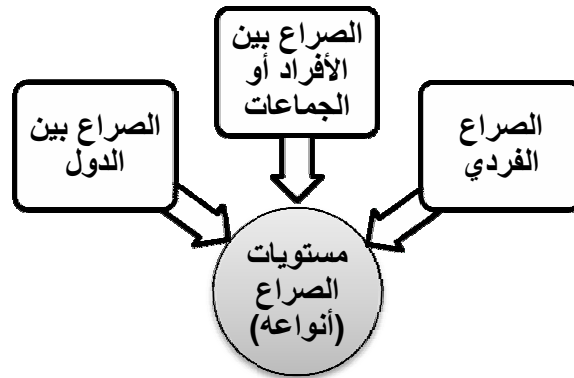 الصراع بين
الأفراد أو
الجماعات
الصراع
الفردي
الصراع بين
الدول
مستويات
الصراع
(أنواعه)